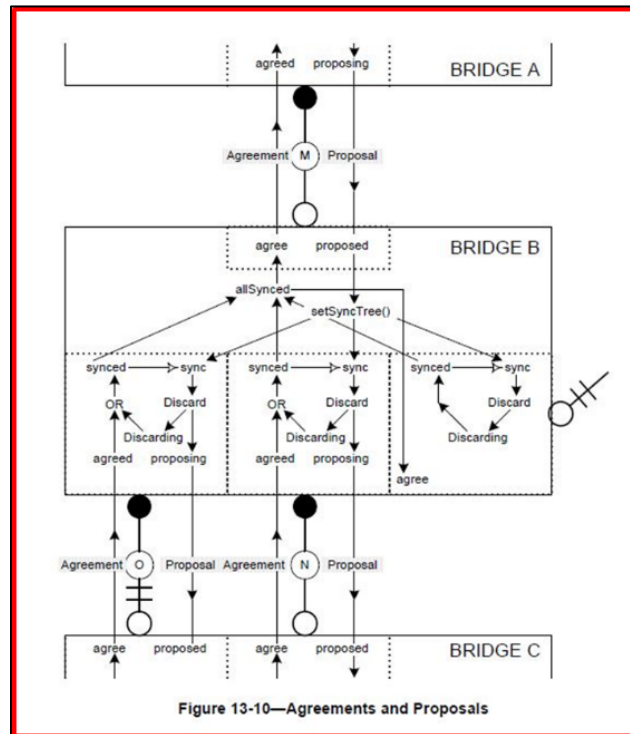 agreed proposing BRIDGE A
Agreement M Proposal
agree proposed BRIDGE B
allSynced
setSyncTree()
synced sync synced sync synced sync
OR Discard OR Discard Discard
Discarding Discarding Discarding
agreed proposing agreed proposing
agree
Agreement O Proposal Agreement N Proposal
agree proposed agree proposed BRIDGE C
Figure 13-10—Agreements and Proposals